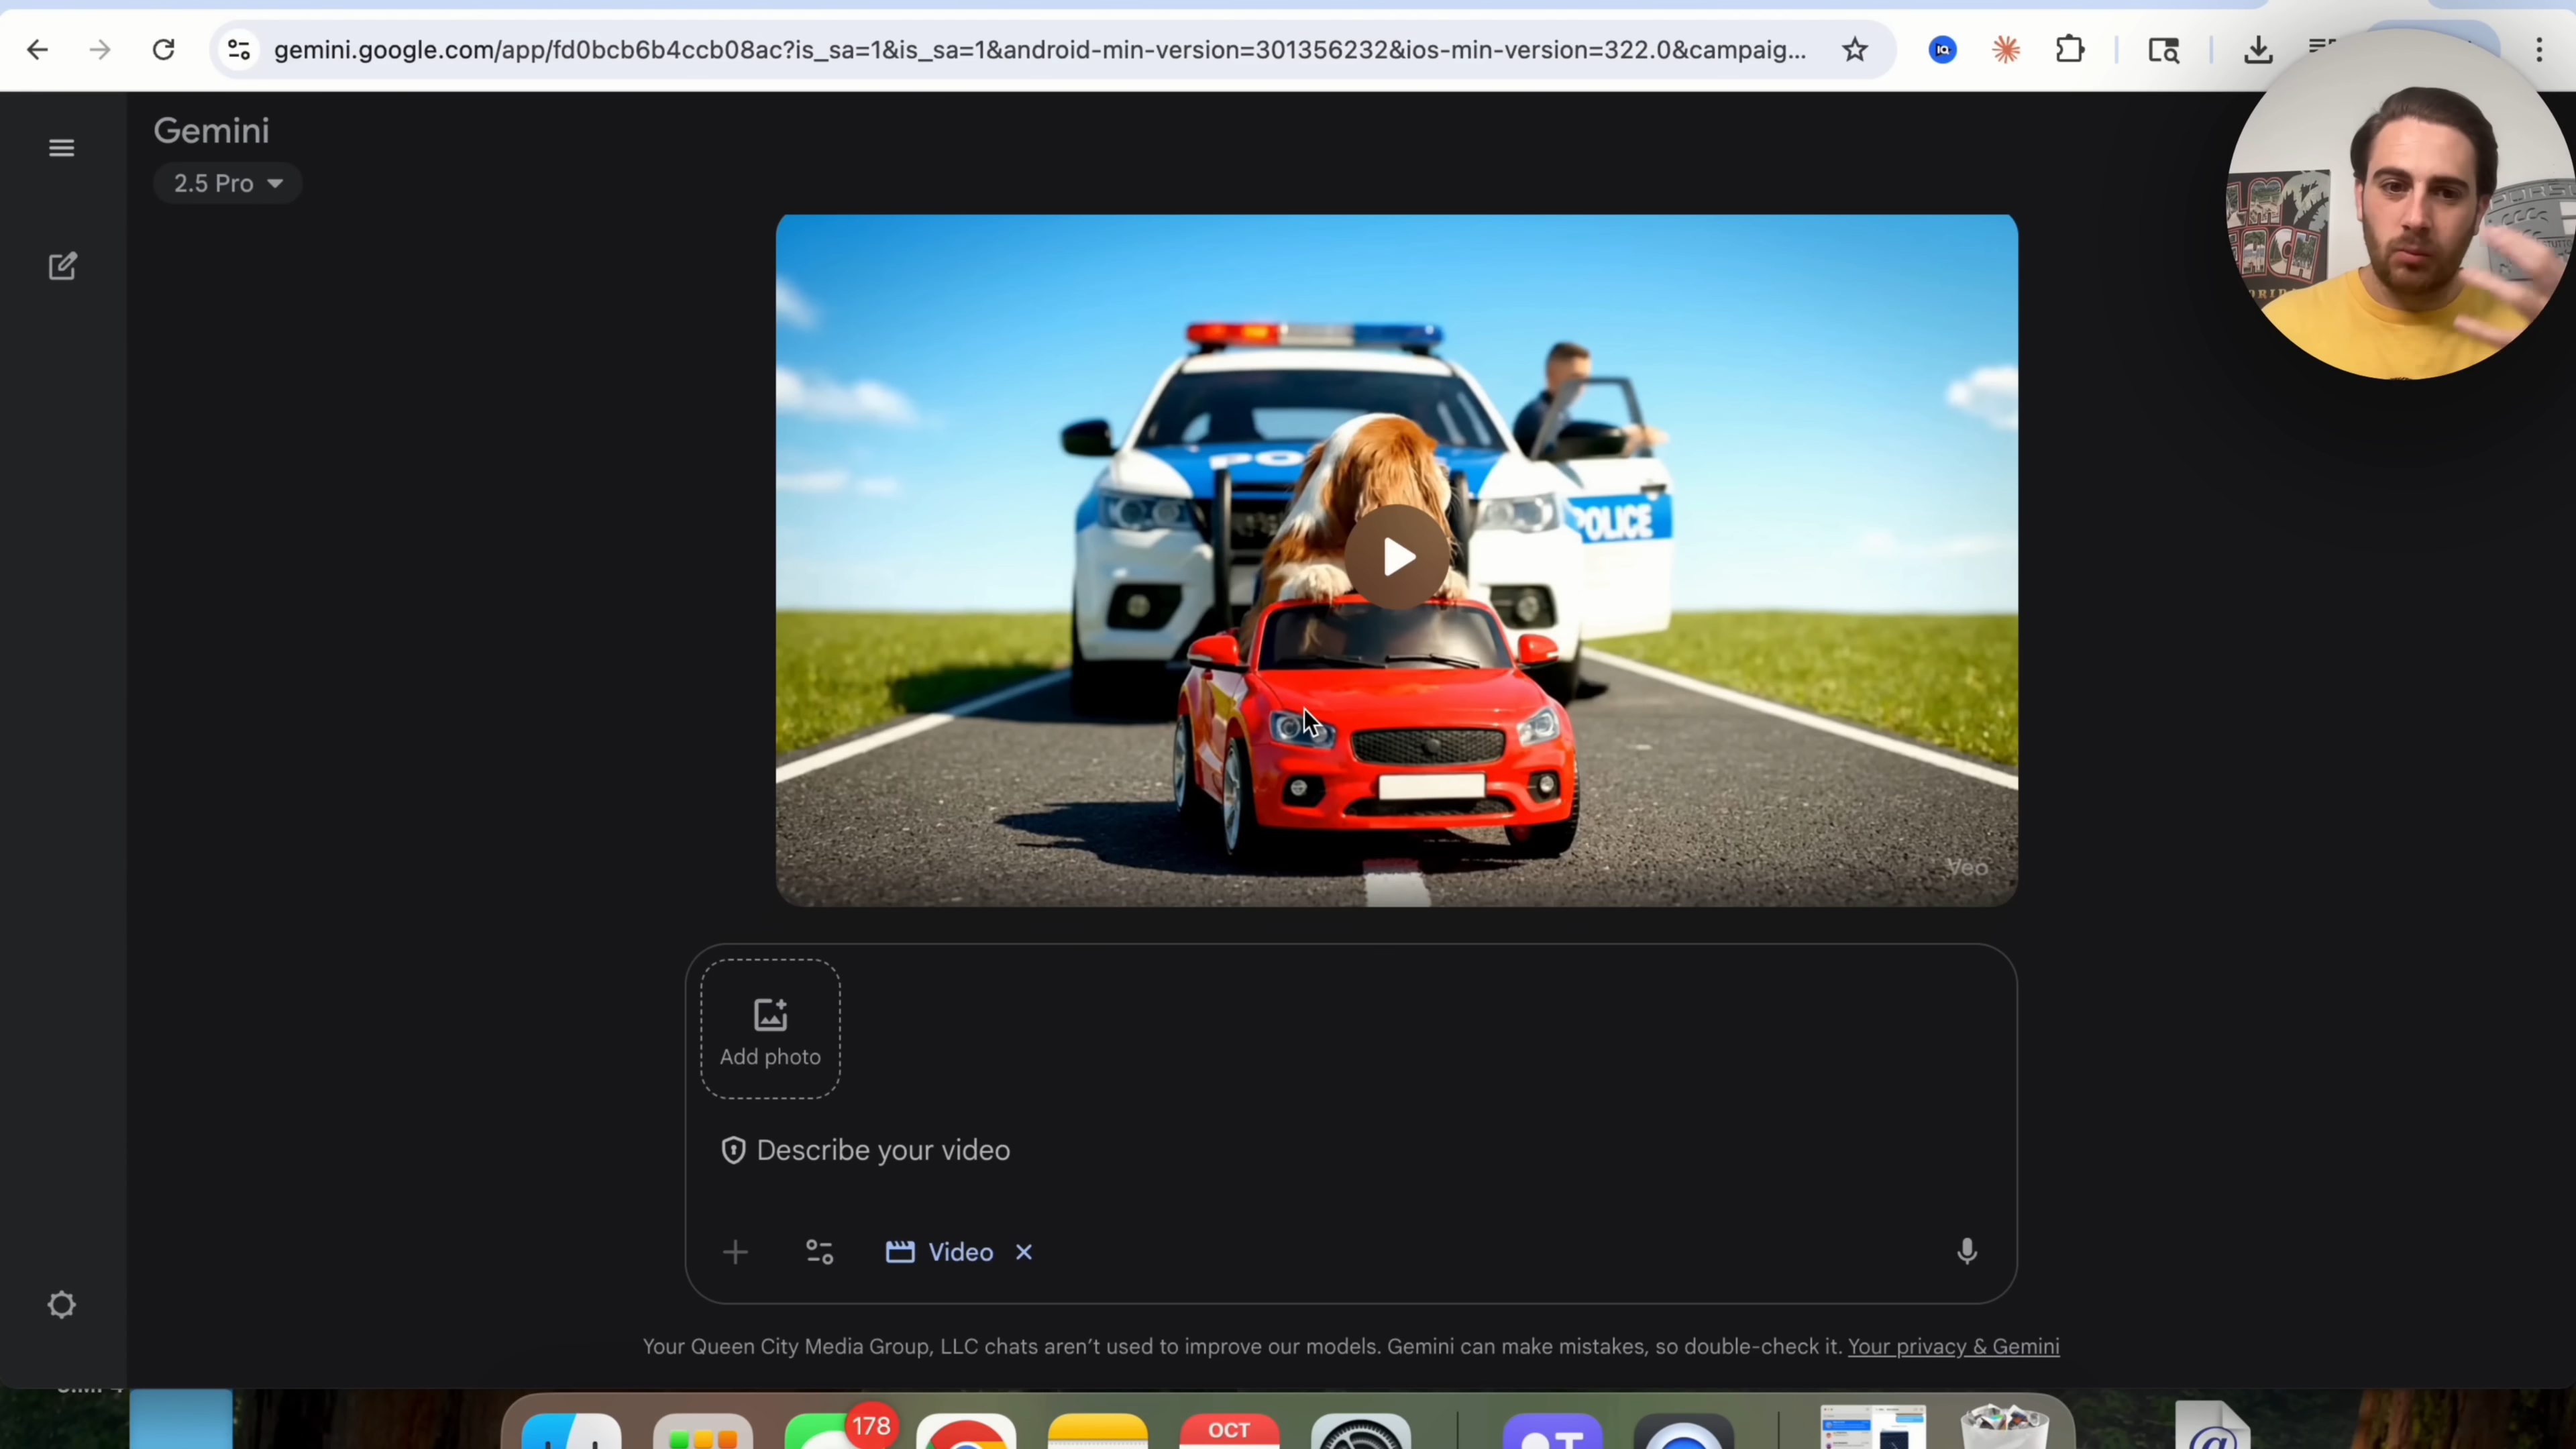 gemini.google.com/app/fd0bcb6b4ccb08ac?is_sa=1&is_sa=1&android-min-version=301356232&ios-min-version=322.0&campaig...
Gemini
2.5 Pro
POLICE
Veo
Add photo
Describe your video
Video
Your Queen City Media Group, LLC chats aren't used to improve our models. Gemini can make mistakes, so double-check it. Your privacy & Gemini
178
OCT